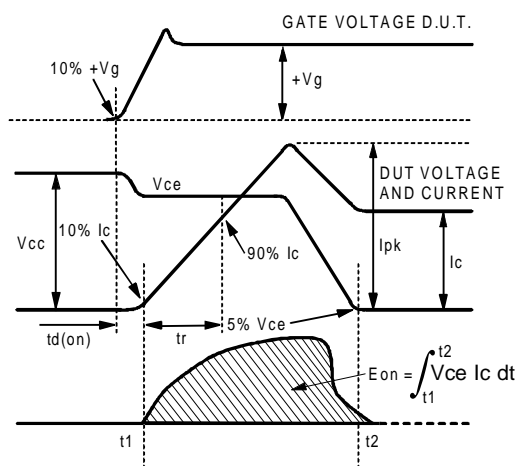 GATE VOLTAGE D.U.T.
10% +Vg
+Vg
Vce
DUT VOLTAGE
AND CURRENT
Vcc
10% Ic
90% Ic
Ipk
Ic
td(on)
tr
5% Vce
Eon = ∫ Vce Ic dt
t2
t1
t1
t2